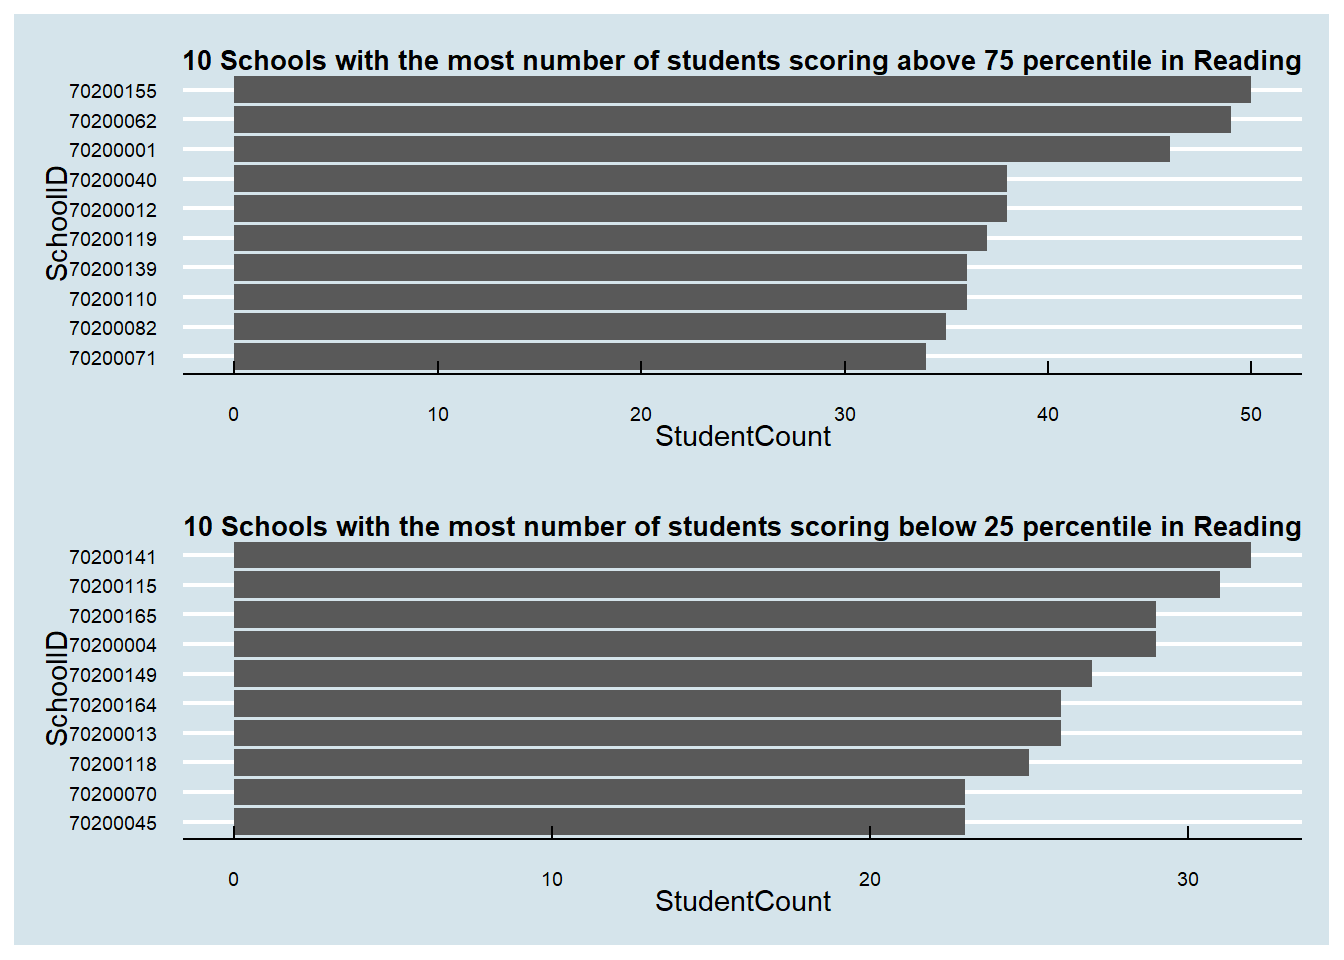 10 Schools with the most number of students scoring above 75 percentile in Reading
SchoolID
70200155
70200062
70200001
70200040
70200012
70200119
70200139
70200110
70200082
70200071
0 10 20 30 40 50
StudentCount
10 Schools with the most number of students scoring below 25 percentile in Reading
SchoolID
70200141
70200115
70200165
70200004
70200149
70200164
70200013
70200118
70200070
70200045
0 10 20 30
StudentCount